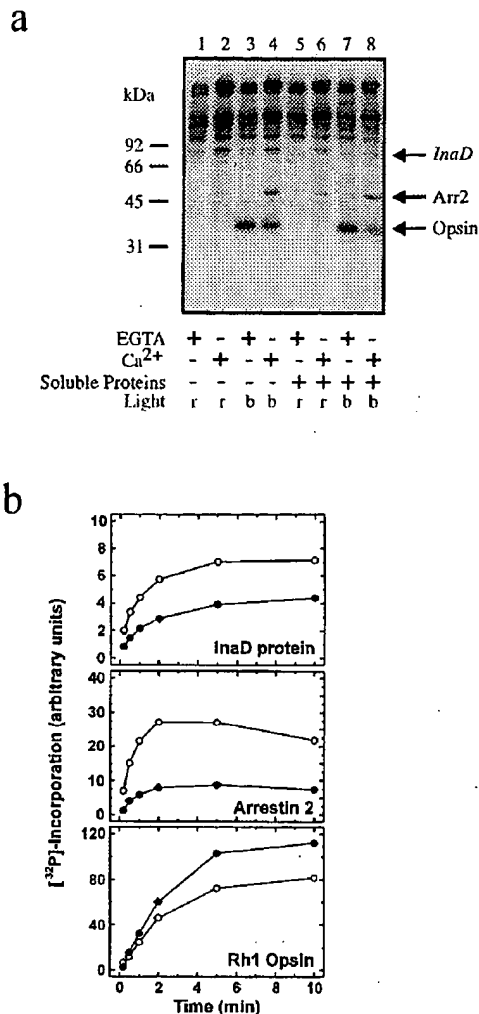 a
1 2 3 4 5 6 7 8
kDa
92
66
45
31
InaD
Arr2
Opsin
EGTA + - + - + - + -
Ca2+ - + - + - + - +
Soluble Proteins - - - - + + + +
Light r r b b r r b b
b
[32P]-Incorporation (arbitrary units)
10
8
6
4
2
0
InaD protein
40
30
20
10
0
Arrestin 2
120
80
40
0
Rh1 Opsin
0 2 4 6 8 10
Time (min)